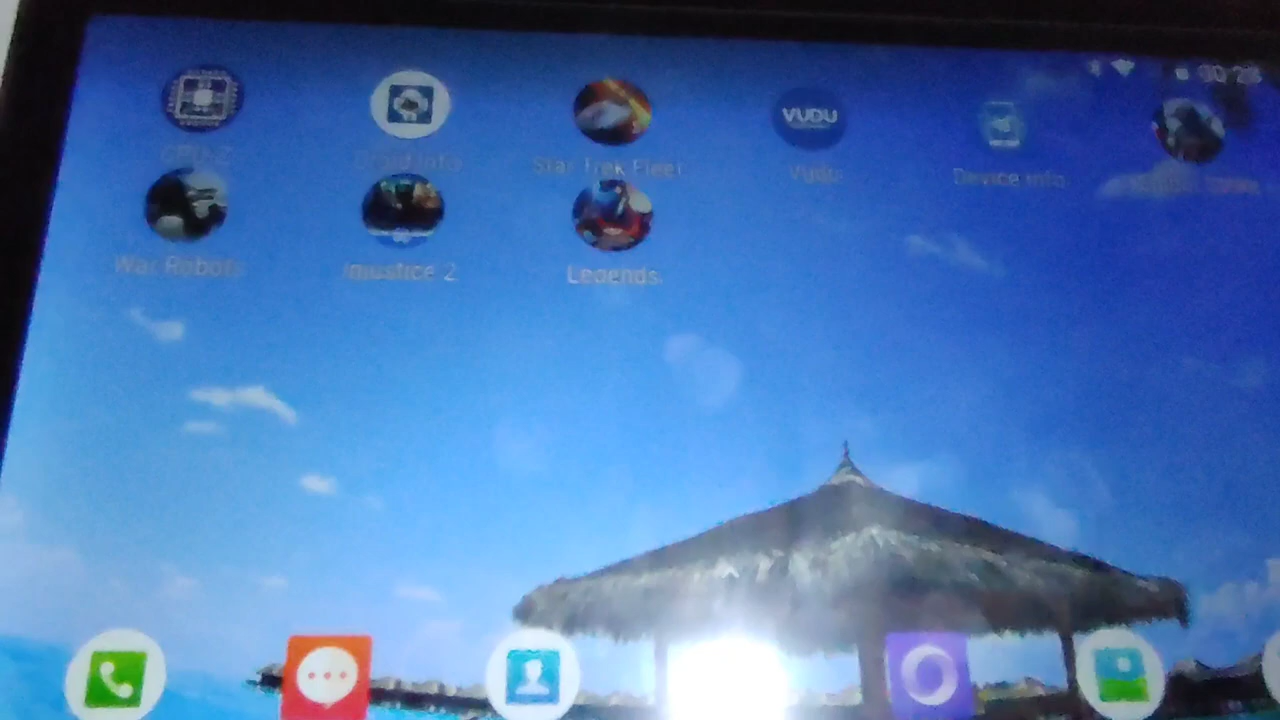 CPU-Z
Droid Info
Star Trek Fleet
VUDU
Vudu
Device Info
War Robots
Injustice 2
Legends